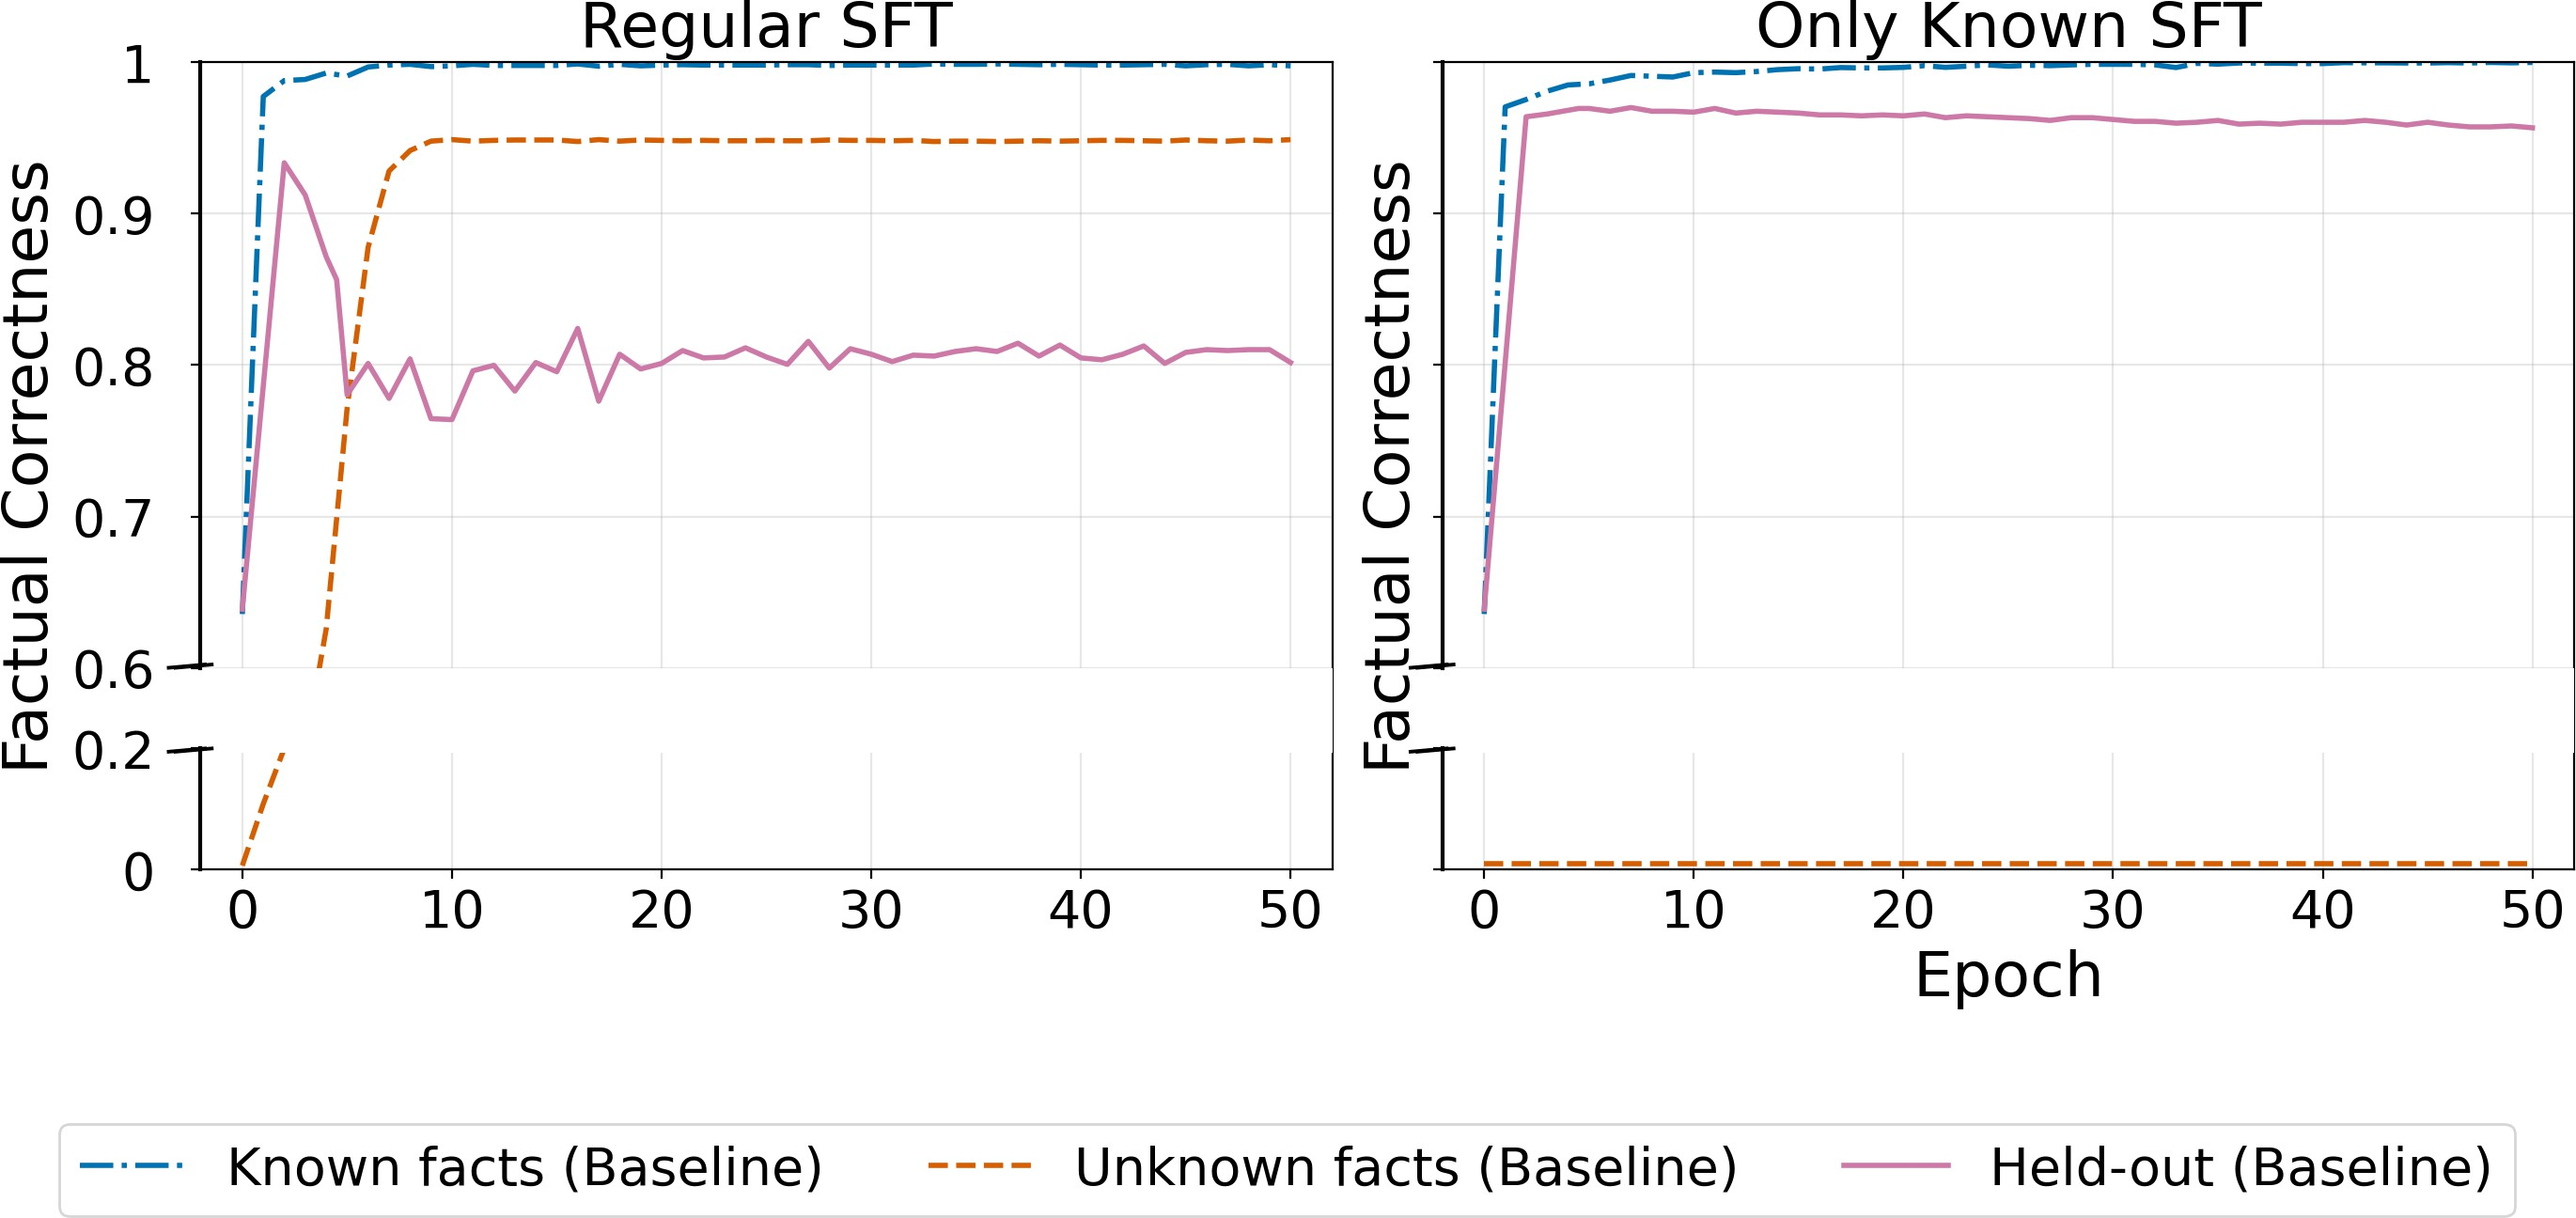 Regular SFT
Only Known SFT
Factual Correctness
1
0.9
0.8
0.7
0.6
0.2
0
0 10 20 30 40 50
Factual Correctness
0 10 20 30 40 50
Epoch
Known facts (Baseline)
Unknown facts (Baseline)
Held-out (Baseline)